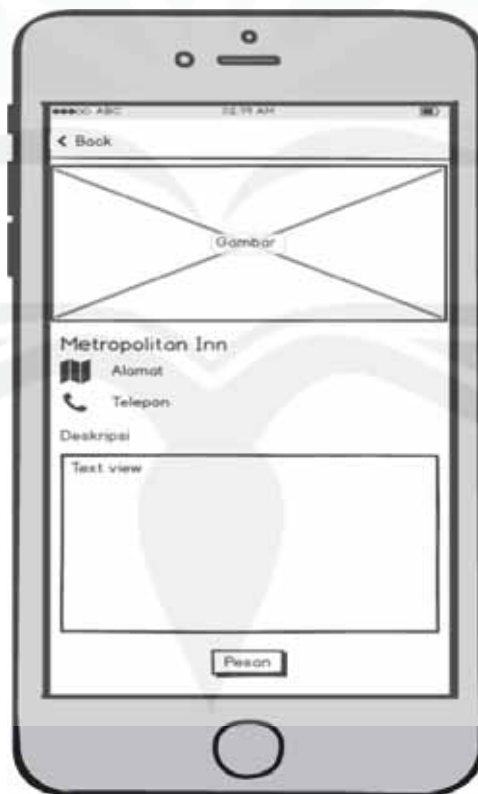 ABC
< Back
Gambar
Metropolitan Inn
Alamat
Telepon
Deskripsi
Text view
Pesan